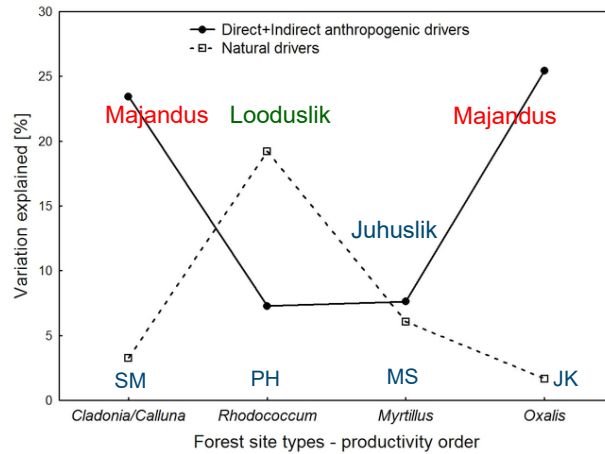 Direct+Indirect anthropogenic drivers
Natural drivers
30
25
20
15
10
5
0
Variation explained [%]
Majandus
Looduslik
Majandus
Juhuslik
SM
PH
MS
JK
Cladonia/Calluna
Rhodococcum
Myrtillus
Oxalis
Forest site types - productivity order